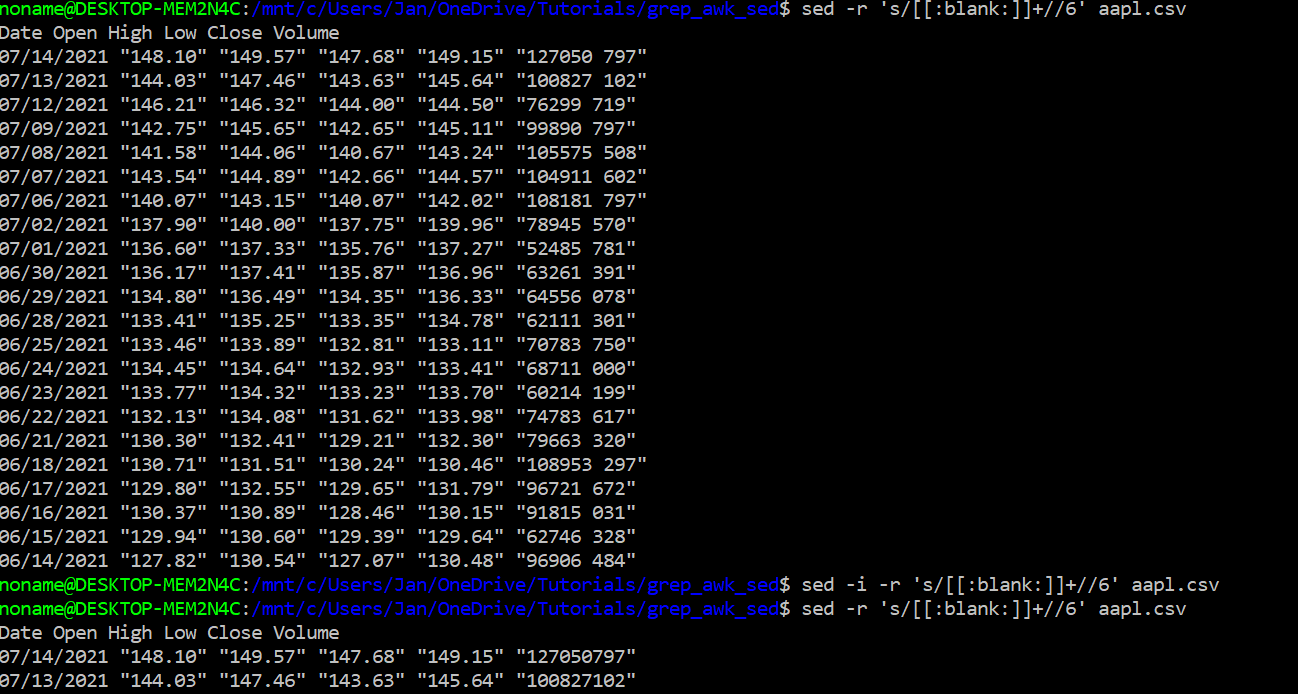 noname@DESKTOP-MEM2N4C:/mnt/c/Users/Jan/OneDrive/Tutorials/grep_awk_sed$ sed -r 's/[[:blank:]]+//6' aapl.csv
Date Open High Low Close Volume
07/14/2021 "148.10" "149.57" "147.68" "149.15" "127050 797"
07/13/2021 "144.03" "147.46" "143.63" "145.64" "100827 102"
07/12/2021 "146.21" "146.32" "144.00" "144.50" "76299 719"
07/09/2021 "142.75" "145.65" "142.65" "145.11" "99890 797"
07/08/2021 "141.58" "144.06" "140.67" "143.24" "105575 508"
07/07/2021 "143.54" "144.89" "142.66" "144.57" "104911 602"
07/06/2021 "140.07" "143.15" "140.07" "142.02" "108181 797"
07/02/2021 "137.90" "140.00" "137.75" "139.96" "78945 570"
07/01/2021 "136.60" "137.33" "135.76" "137.27" "52485 781"
06/30/2021 "136.17" "137.41" "135.87" "136.96" "63261 391"
06/29/2021 "134.80" "136.49" "134.35" "136.33" "64556 078"
06/28/2021 "133.41" "135.25" "133.35" "134.78" "62111 301"
06/25/2021 "133.46" "133.89" "132.81" "133.11" "70783 750"
06/24/2021 "134.45" "134.64" "132.93" "133.41" "68711 000"
06/23/2021 "133.77" "134.32" "133.23" "133.70" "60214 199"
06/22/2021 "132.13" "134.08" "131.62" "133.98" "74783 617"
06/21/2021 "130.30" "132.41" "129.21" "132.30" "79663 320"
06/18/2021 "130.71" "131.51" "130.24" "130.46" "108953 297"
06/17/2021 "129.80" "132.55" "129.65" "131.79" "96721 672"
06/16/2021 "130.37" "130.89" "128.46" "130.15" "91815 031"
06/15/2021 "129.94" "130.60" "129.39" "129.64" "62746 328"
06/14/2021 "127.82" "130.54" "127.07" "130.48" "96906 484"
noname@DESKTOP-MEM2N4C:/mnt/c/Users/Jan/OneDrive/Tutorials/grep_awk_sed$ sed -i -r 's/[[:blank:]]+//6' aapl.csv
noname@DESKTOP-MEM2N4C:/mnt/c/Users/Jan/OneDrive/Tutorials/grep_awk_sed$ sed -r 's/[[:blank:]]+//6' aapl.csv
Date Open High Low Close Volume
07/14/2021 "148.10" "149.57" "147.68" "149.15" "127050797"
07/13/2021 "144.03" "147.46" "143.63" "145.64" "100827102"